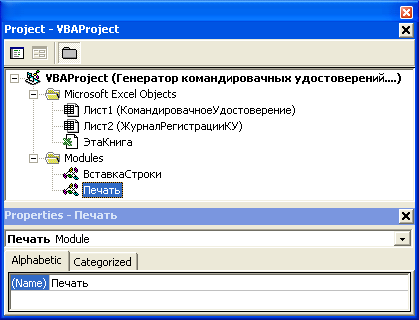 Project - VBAProject
VBAProject (Генератор командировачных удостоверений....)
Microsoft Excel Objects
Лист1 (КомандировачноеУдостоверение)
Лист2 (ЖурналРегистрацииКУ)
ЭтаКнига
Modules
ВставкаСтроки
Печать
Properties - Печать
Печать Module
Alphabetic Categorized
(Name) Печать